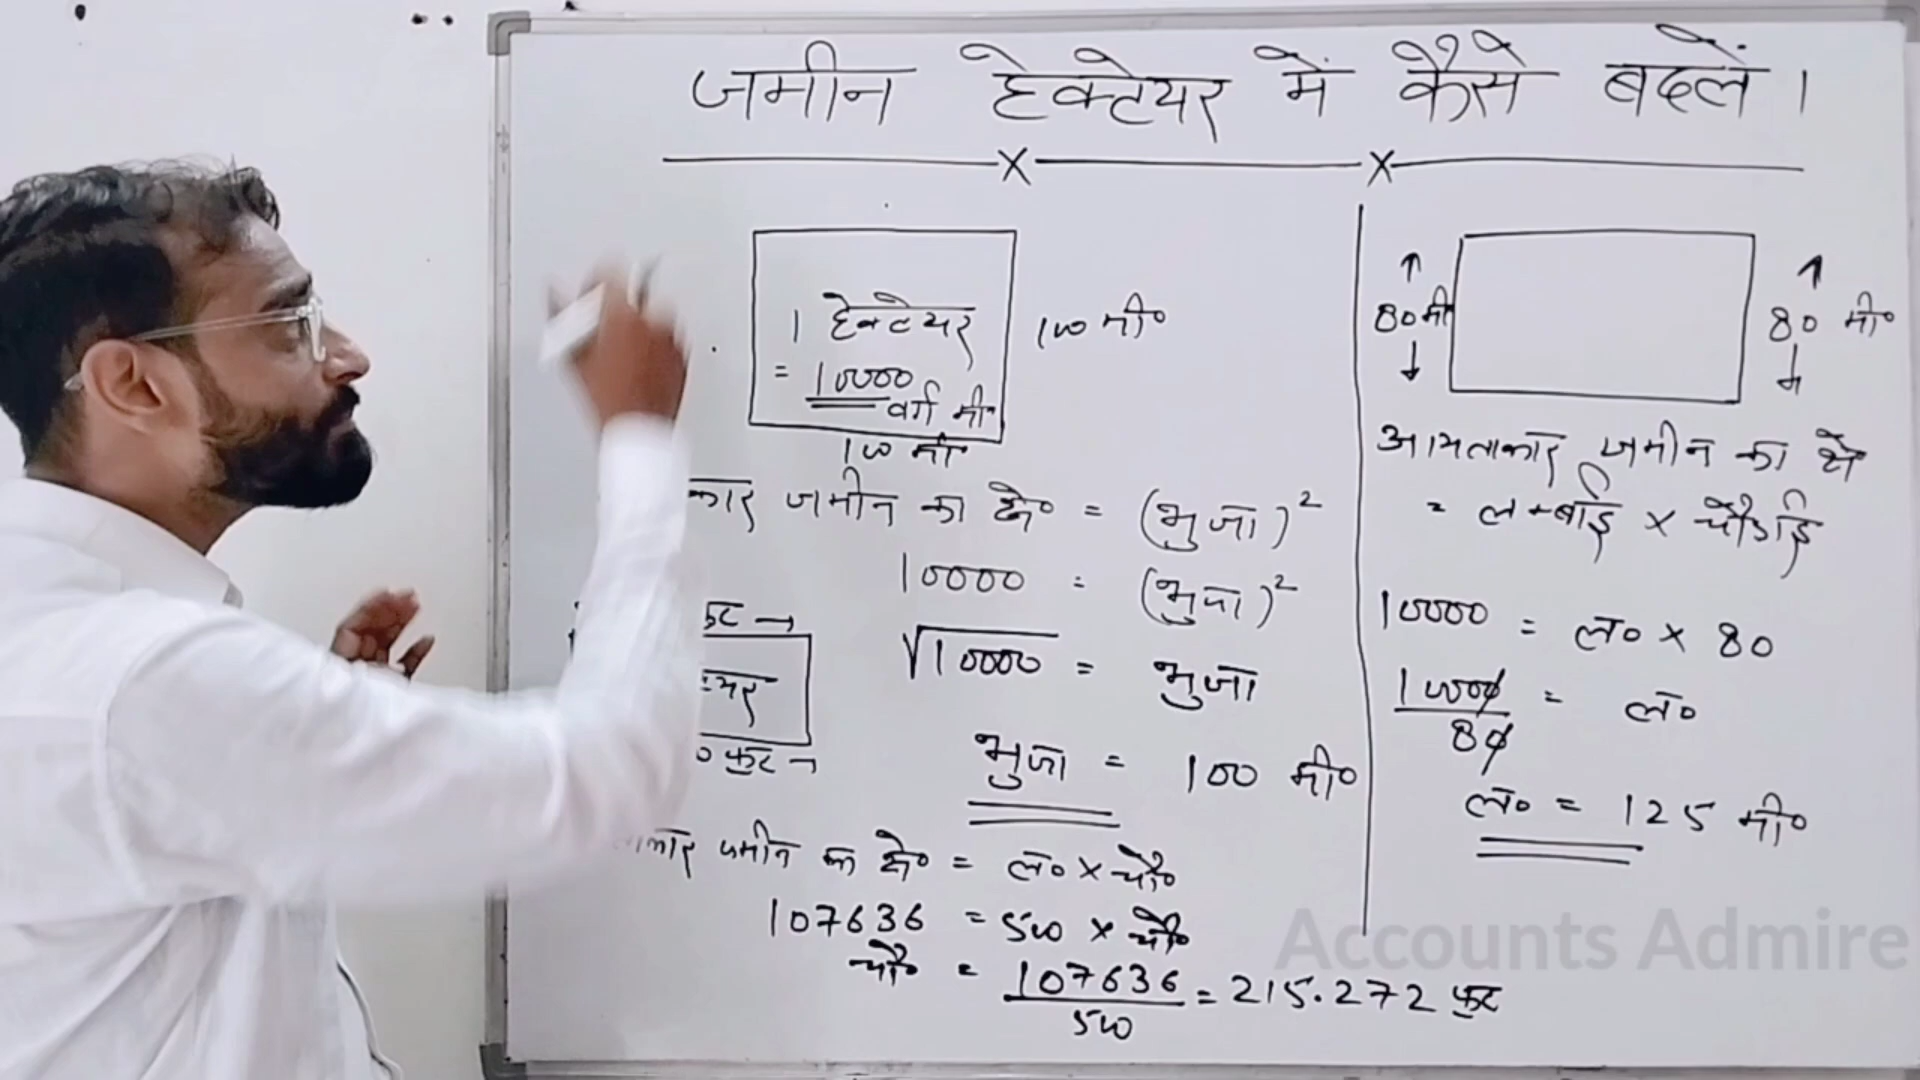 जमीन हेक्टेयर में कैसे बदलें।
1 हेक्टेयर
= 10000
वर्ग मी०
100 मी०
100 मी०
कार जमीन का क्षे० = (भुजा)²
10000 = (भुजा)²
√10000 = भुजा
भुजा = 100 मी०
फुट →
टेयर
० फुट →
कार जमीन का क्षे० = ल० × चौ०
107636 = 500 × चौ०
चौ० = 107636 / 500 = 215.272 फुट
80 मी
80 मी०
आयताकार जमीन का क्षे०
= लम्बाई × चौडाई
10000 = ल० × 80
10000 / 80 = ल०
ल० = 125 मी०
Accounts Admire